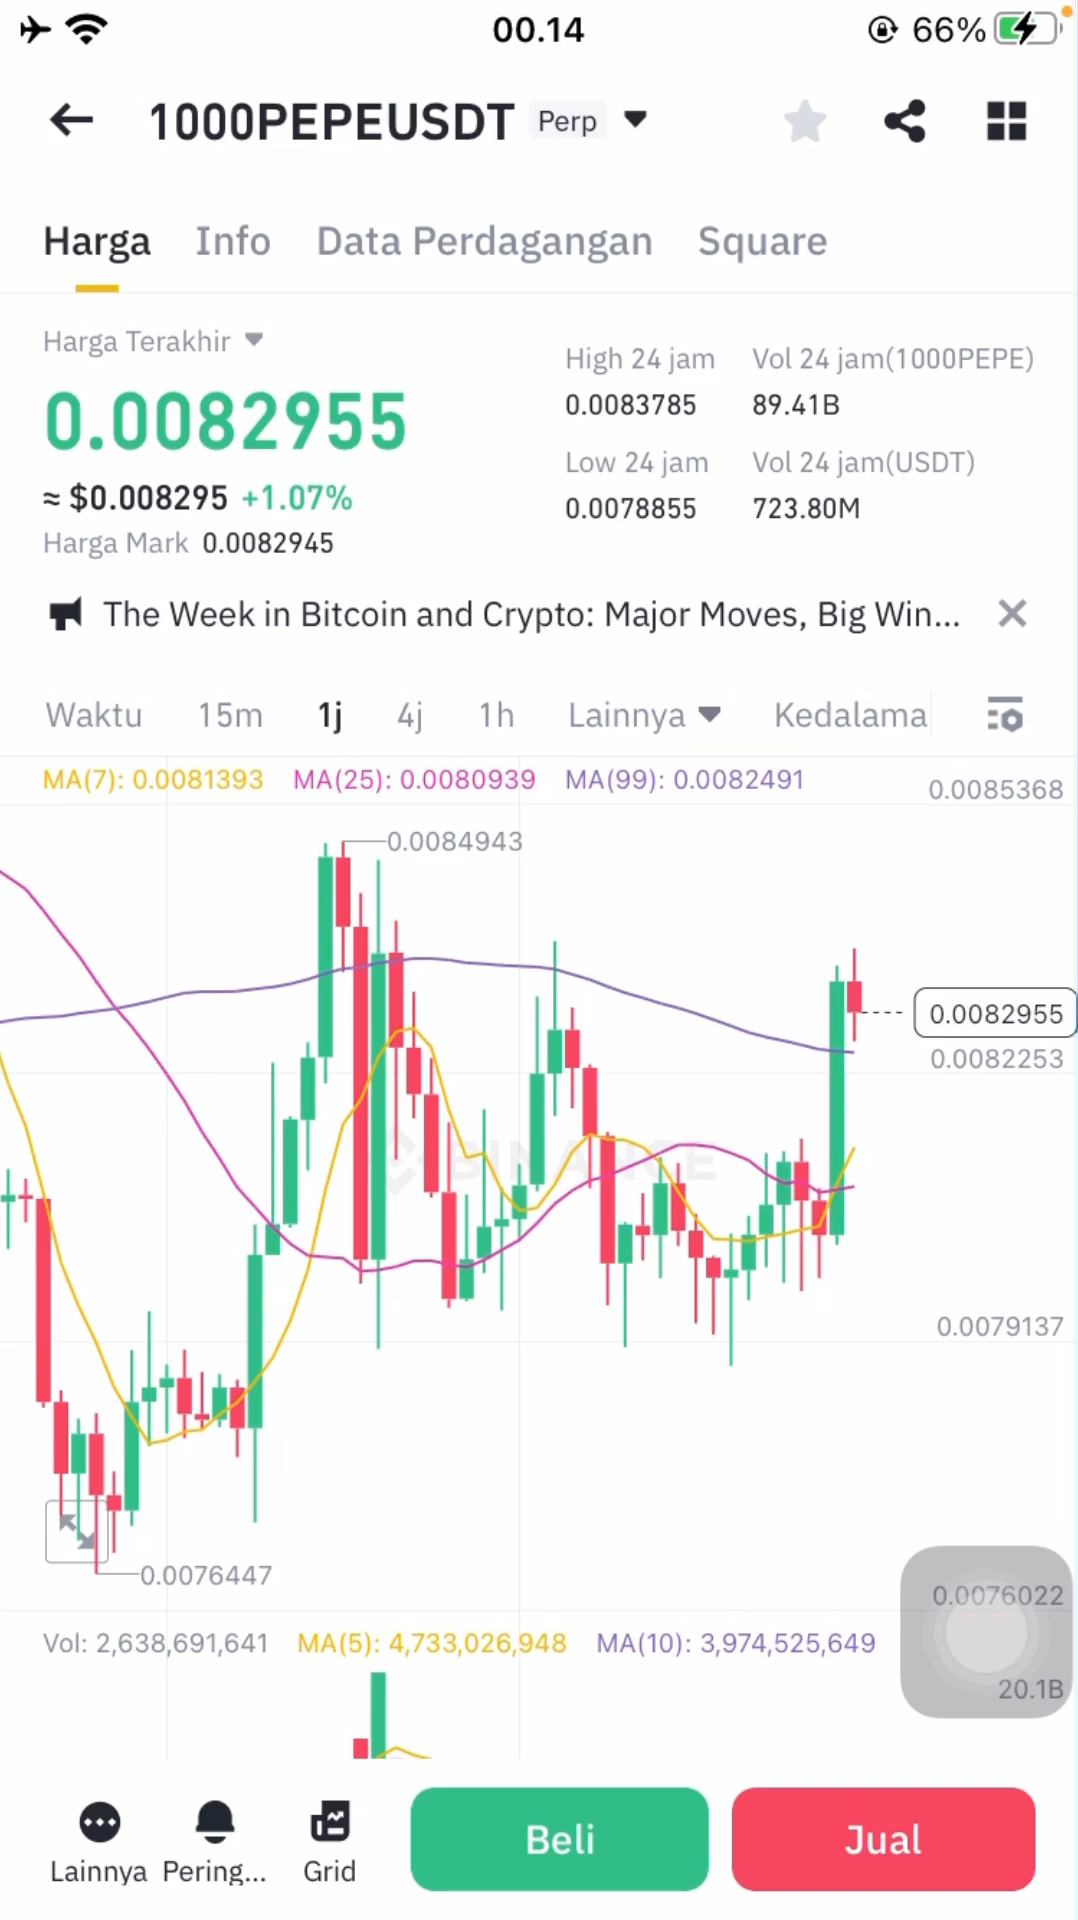 00.14
66%
1000PEPEUSDT Perp
Harga Info Data Perdagangan Square
Harga Terakhir
0.0082955
≈ $0.008295 +1.07%
Harga Mark 0.0082945
High 24 jam Vol 24 jam(1000PEPE)
0.0083785 89.41B
Low 24 jam Vol 24 jam(USDT)
0.0078855 723.80M
The Week in Bitcoin and Crypto: Major Moves, Big Win...
Waktu 15m 1j 4j 1h Lainnya Kedalama
MA(7): 0.0081393 MA(25): 0.0080939 MA(99): 0.0082491
0.0085368
0.0084943
0.0082955
0.0082253
BINANCE
0.0079137
0.0076447
0.0076022
Vol: 2,638,691,641 MA(5): 4,733,026,948 MA(10): 3,974,525,649
20.1B
Lainnya Pering... Grid Beli Jual